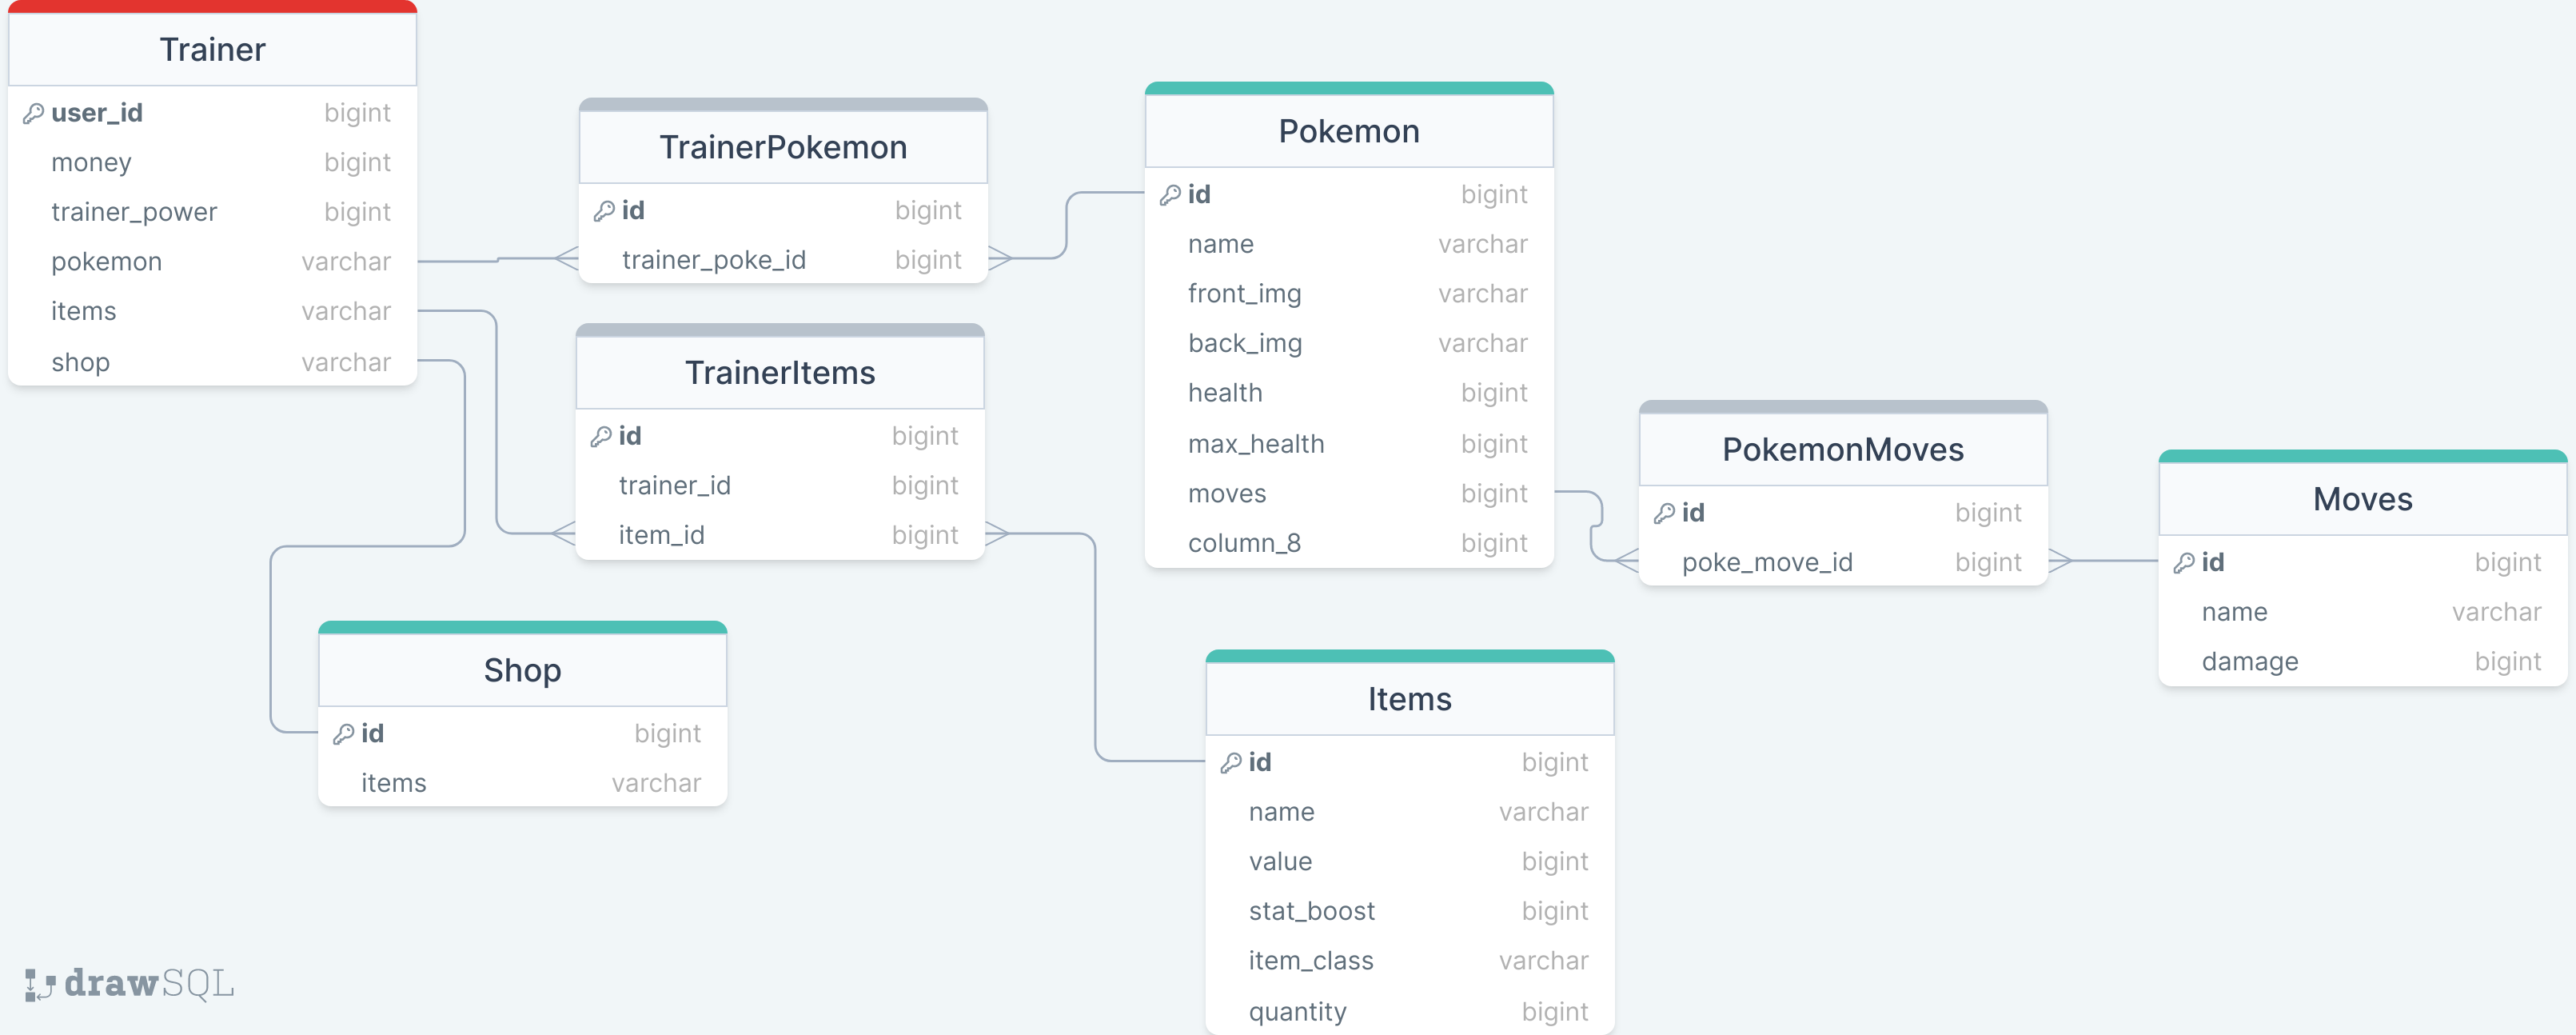 Trainer
user_id bigint
money bigint
trainer_power bigint
pokemon varchar
items varchar
shop varchar
TrainerPokemon
id bigint
trainer_poke_id bigint
TrainerItems
id bigint
trainer_id bigint
item_id bigint
Shop
id bigint
items varchar
Pokemon
id bigint
name varchar
front_img varchar
back_img varchar
health bigint
max_health bigint
moves bigint
column_8 bigint
Items
id bigint
name varchar
value bigint
stat_boost bigint
item_class varchar
quantity bigint
PokemonMoves
id bigint
poke_move_id bigint
Moves
id bigint
name varchar
damage bigint
drawSQL